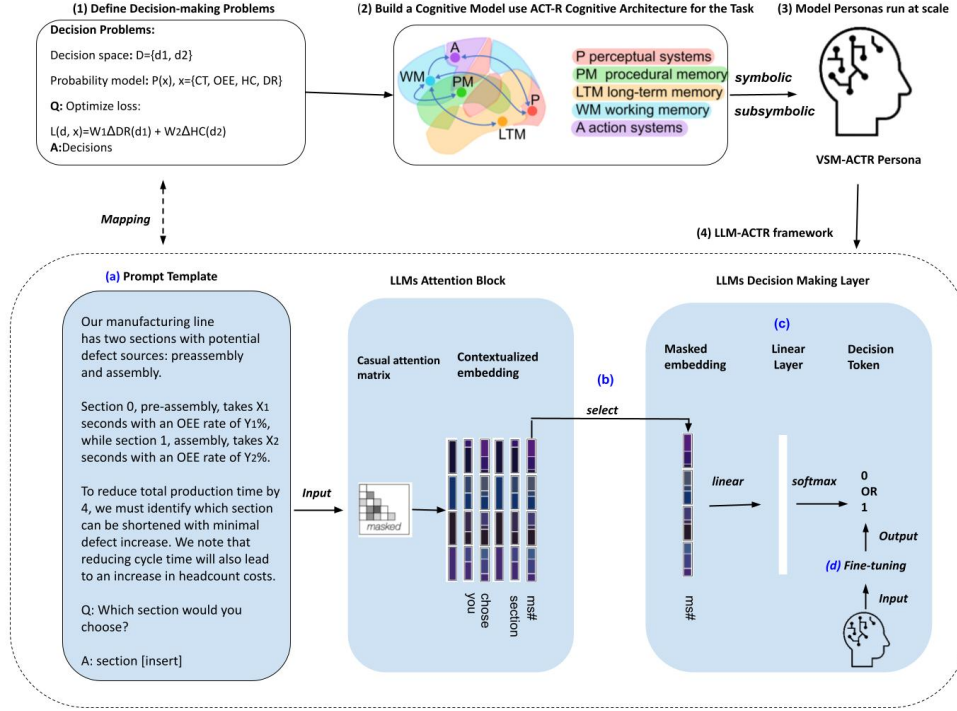 (1) Define Decision-making Problems
Decision Problems:
Decision space: D={d1, d2}
Probability model: P(x), x={CT, OEE, HC, DR}
Q: Optimize loss:
L(d, x)=W1ΔDR(d1) + W2ΔHC(d2)
A:Decisions
(2) Build a Cognitive Model use ACT-R Cognitive Architecture for the Task
A
WM
PM
P
LTM
P perceptual systems
PM procedural memory
LTM long-term memory
WM working memory
A action systems
symbolic
subsymbolic
(3) Model Personas run at scale
VSM-ACTR Persona
Mapping
(4) LLM-ACTR framework
(a) Prompt Template
Our manufacturing line
has two sections with potential
defect sources: preassembly
and assembly.
Section 0, pre-assembly, takes X1
seconds with an OEE rate of Y1%,
while section 1, assembly, takes X2
seconds with an OEE rate of Y2%.
To reduce total production time by
4, we must identify which section
can be shortened with minimal
defect increase. We note that
reducing cycle time will also lead
to an increase in headcount costs.
Q: Which section would you
choose?
A: section [insert]
Input
LLMs Attention Block
Casual attention
matrix
masked
Contextualized
embedding
you
chose
section
ms#
(b)
select
LLMs Decision Making Layer
(c)
Masked
embedding
ms#
linear
Linear
Layer
softmax
Decision
Token
0
OR
1
Output
(d) Fine-tuning
Input